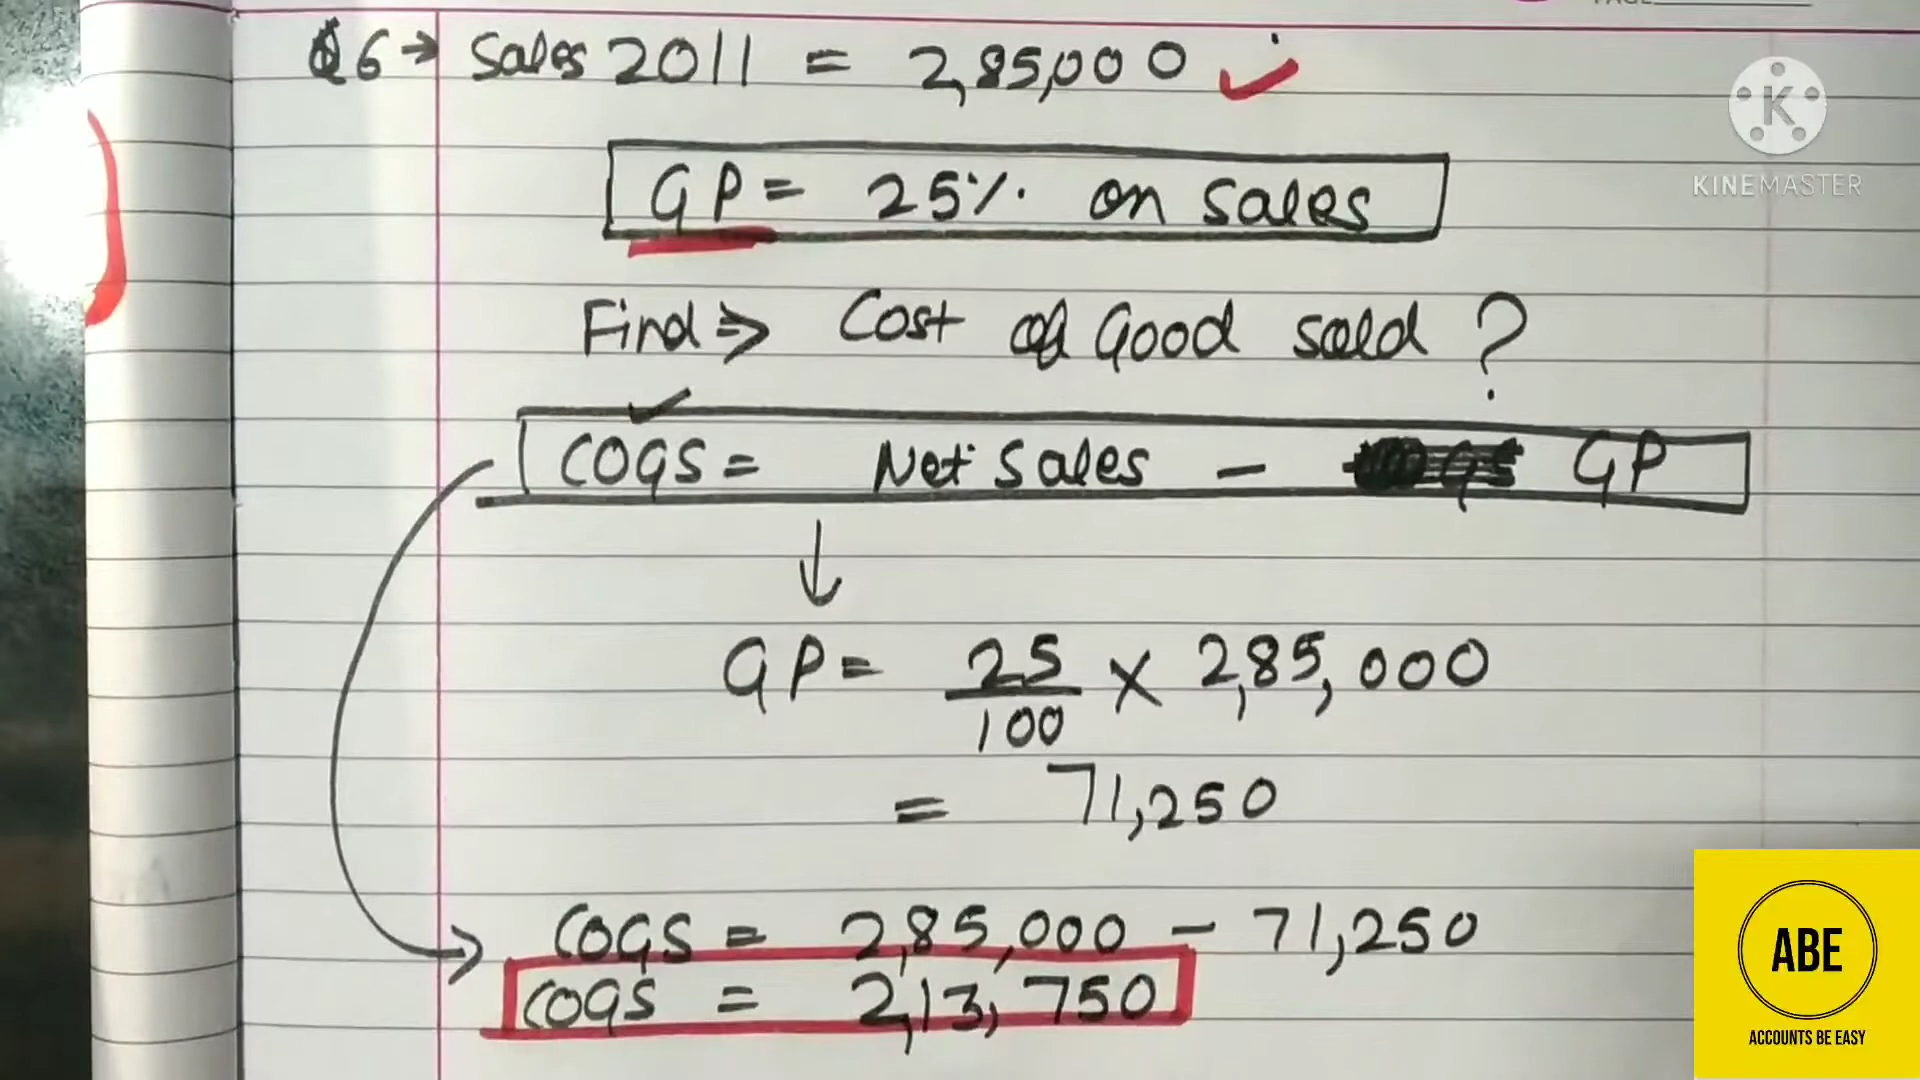 Q6 → Sales 2011 = 2,85,000 ✓
KINEMASTER
GP = 25% on Sales
Find ⇒ Cost of Good sold ?
COGS = Net Sales - GP
GP = 25/100 × 2,85,000
= 71,250
COGS = 2,85,000 - 71,250
COGS = 2,13,750
ABE
ACCOUNTS BE EASY